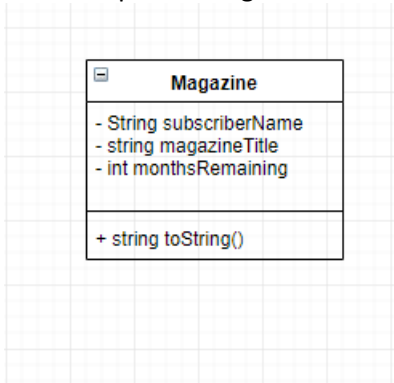 Magazine
- String subscriberName
- string magazineTitle
- int monthsRemaining
+ string toString()